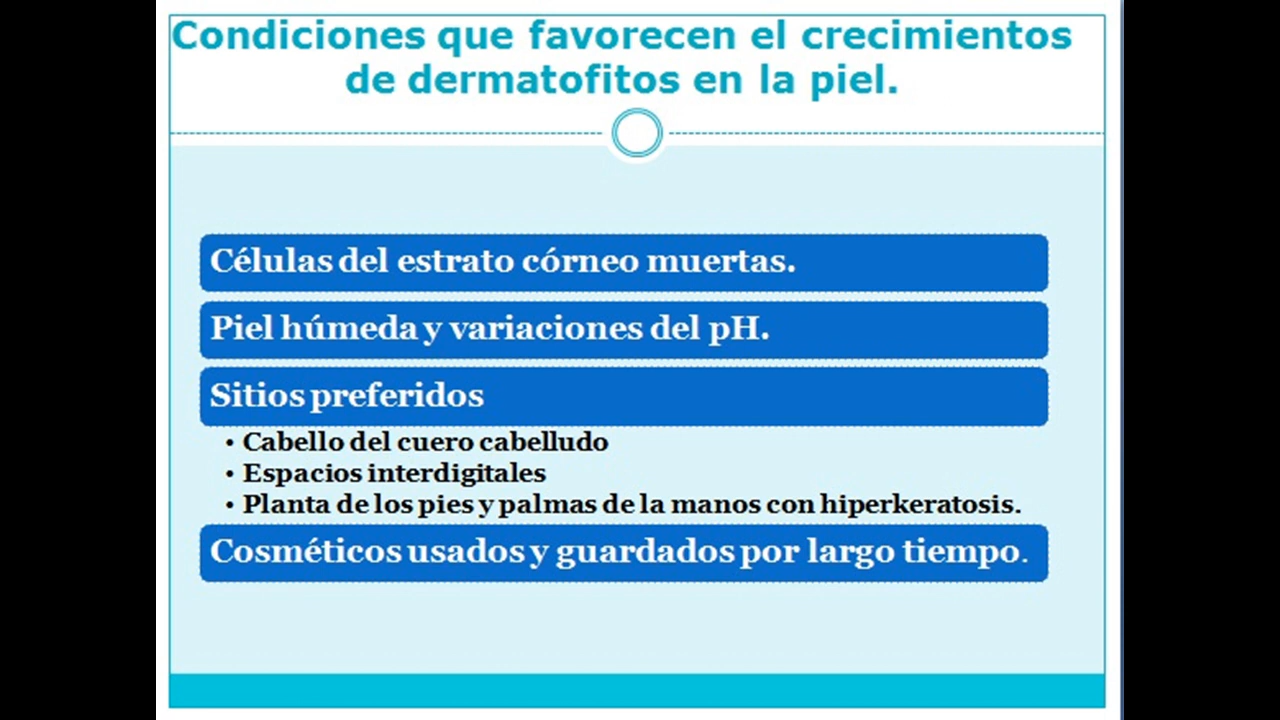 Condiciones que favorecen el crecimientos
de dermatofitos en la piel.
Células del estrato córneo muertas.
Piel húmeda y variaciones del pH.
Sitios preferidos
• Cabello del cuero cabelludo
• Espacios interdigitales
• Planta de los pies y palmas de la manos con hiperkeratosis.
Cosméticos usados y guardados por largo tiempo.